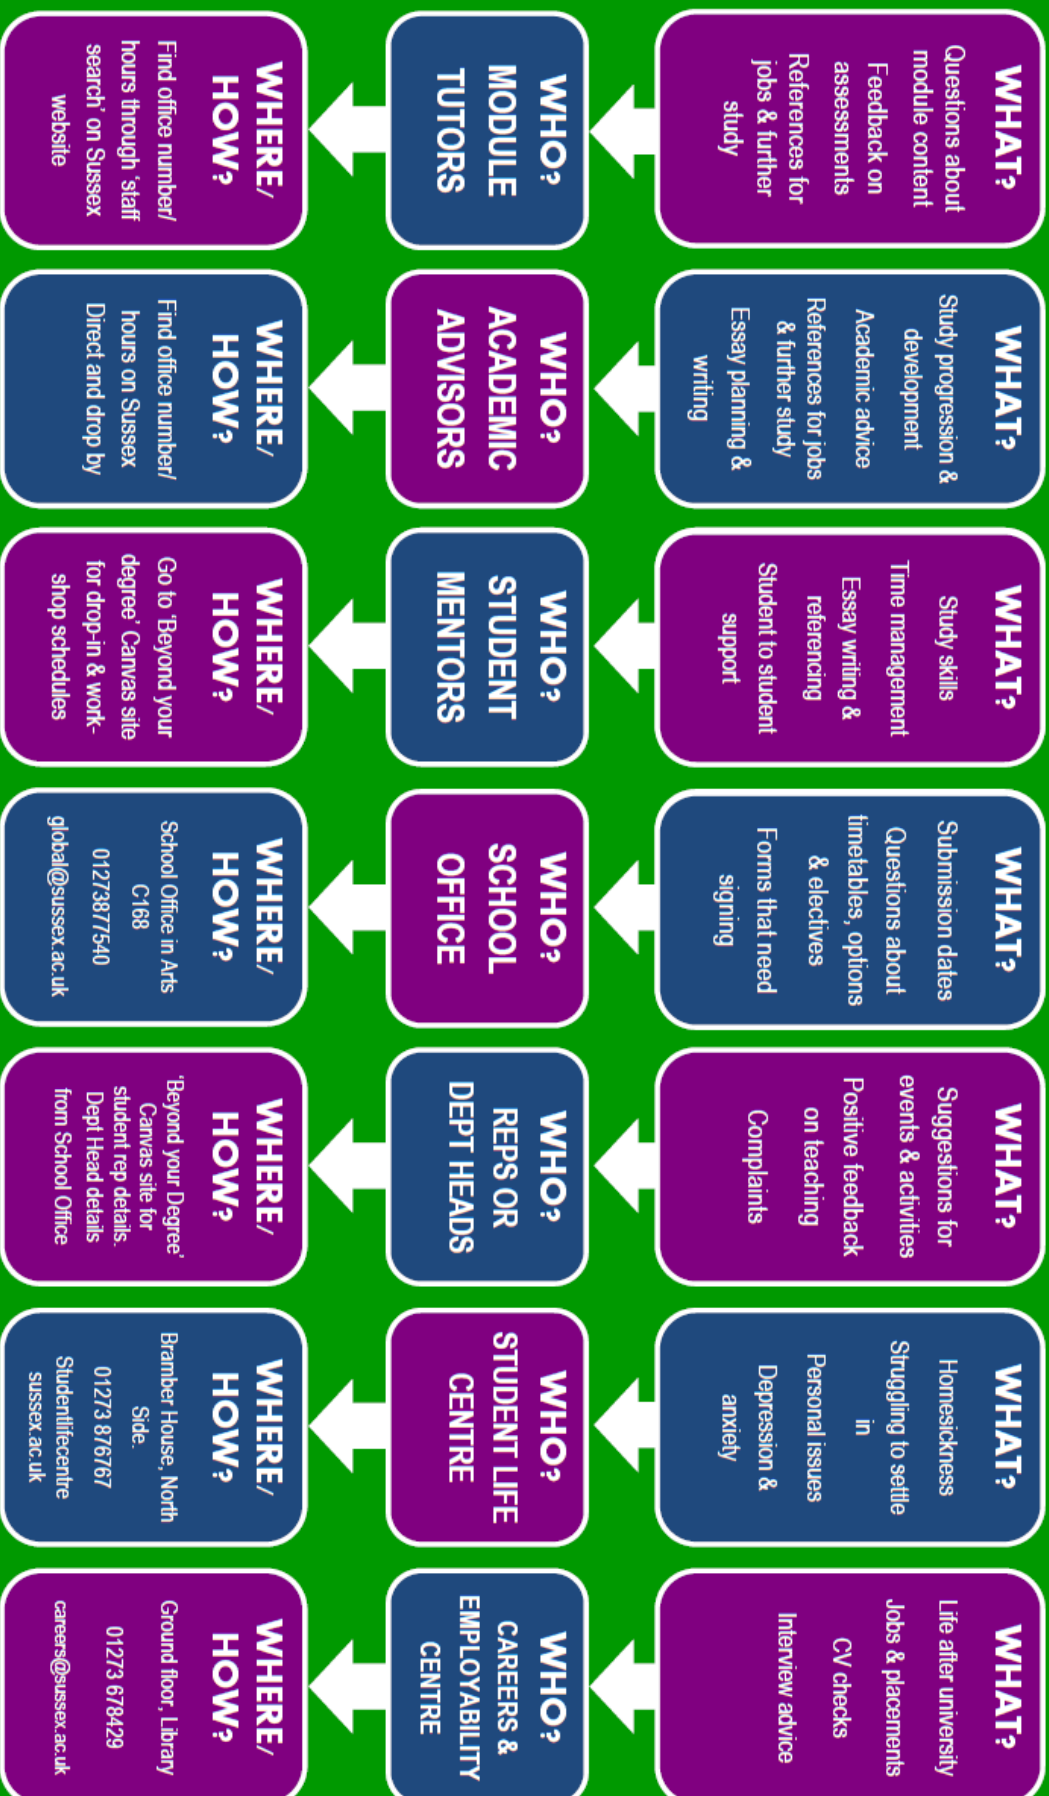 WHAT?
Questions about
module content
Feedback on
assessments
References for
jobs & further
study
WHO?
MODULE
TUTORS
WHERE/
HOW?
Find office number/
hours through ‘staff
search’ on Sussex
website
WHAT?
Study progression &
development
Academic advice
References for jobs
& further study
Essay planning &
writing
WHO?
ACADEMIC
ADVISORS
WHERE/
HOW?
Find office number/
hours on Sussex
Direct and drop by
WHAT?
Study skills
Time management
Essay writing &
referencing
Student to student
support
WHO?
STUDENT
MENTORS
WHERE/
HOW?
Go to ‘Beyond your
degree’ Canvas site
for drop-in & work-
shop schedules
WHAT?
Submission dates
Questions about
timetables, options
& electives
Forms that need
signing
WHO?
SCHOOL
OFFICE
WHERE/
HOW?
School Office in Arts
C168
01273877540
global@sussex.ac.uk
WHAT?
Suggestions for
events & activities
Positive feedback
on teaching
Complaints
WHO?
REPS OR
DEPT HEADS
WHERE/
HOW?
‘Beyond your Degree’
Canvas site for
student rep details.
Dept Head details
from School Office
WHAT?
Homesickness
Struggling to settle
in
Personal issues
Depression &
anxiety
WHO?
STUDENT LIFE
CENTRE
WHERE/
HOW?
Bramber House, North
Side.
01273 876767
Studentlifecentre
sussex.ac.uk
WHAT?
Life after university
Jobs & placements
CV checks
Interview advice
WHO?
CAREERS &
EMPLOYABILITY
CENTRE
WHERE/
HOW?
Ground floor, Library
01273 678429
careers@sussex.ac.uk